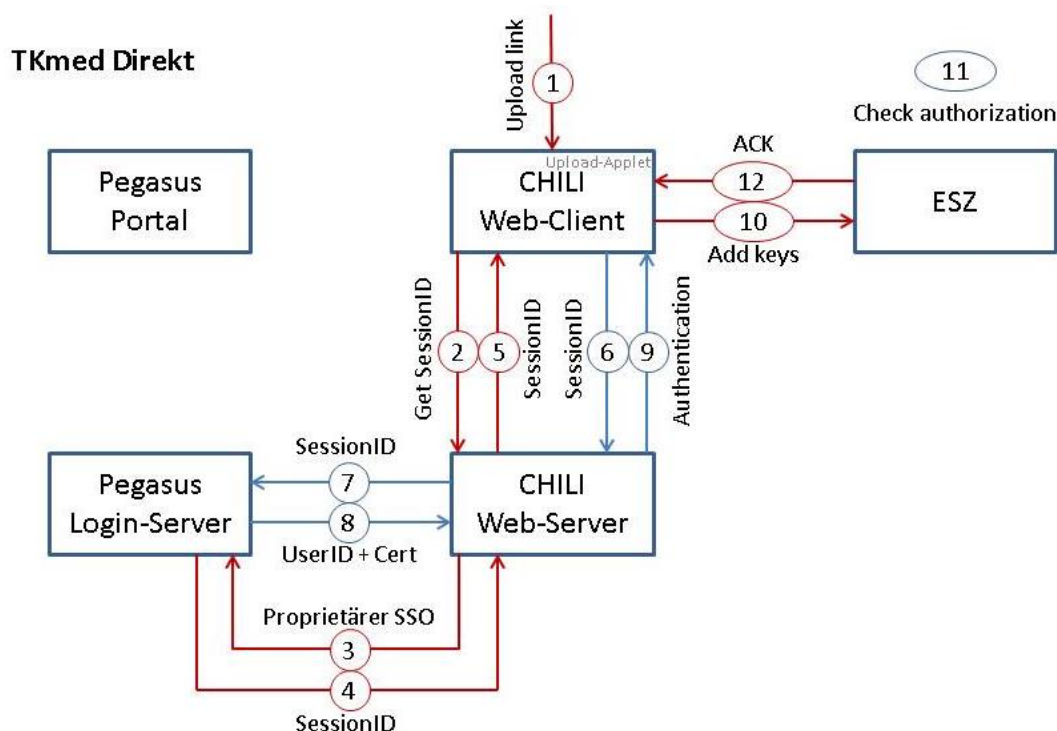 TKmed Direkt
Upload link
1
11
Check authorization
Pegasus
Portal
Upload-Applet
CHILI
Web-Client
ACK
12
10
Add keys
ESZ
Get SessionID
2
5
SessionID
SessionID
6
9
Authentication
SessionID
7
8
UserID + Cert
Pegasus
Login-Server
CHILI
Web-Server
Proprietärer SSO
3
4
SessionID